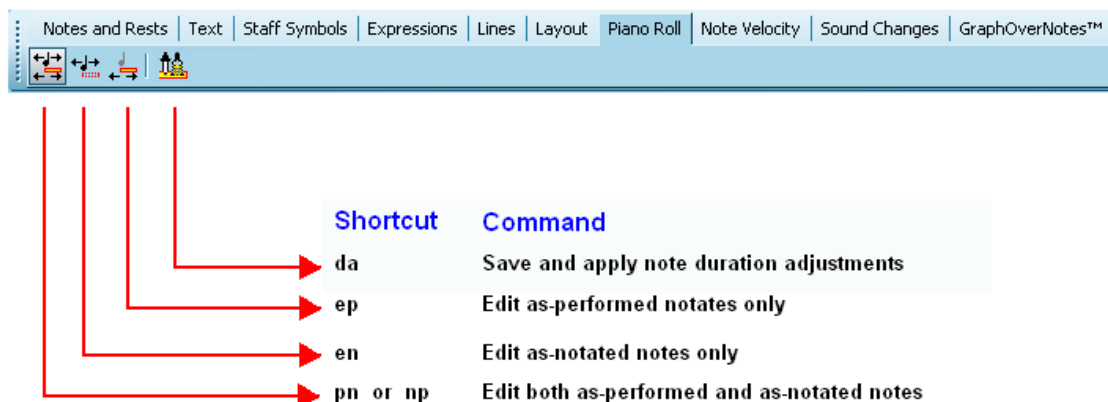 Notes and Rests Text Staff Symbols Expressions Lines Layout Piano Roll Note Velocity Sound Changes GraphOverNotes™
Shortcut Command
da Save and apply note duration adjustments
ep Edit as-performed notates only
en Edit as-notated notes only
pn or np Edit both as-performed and as-notated notes